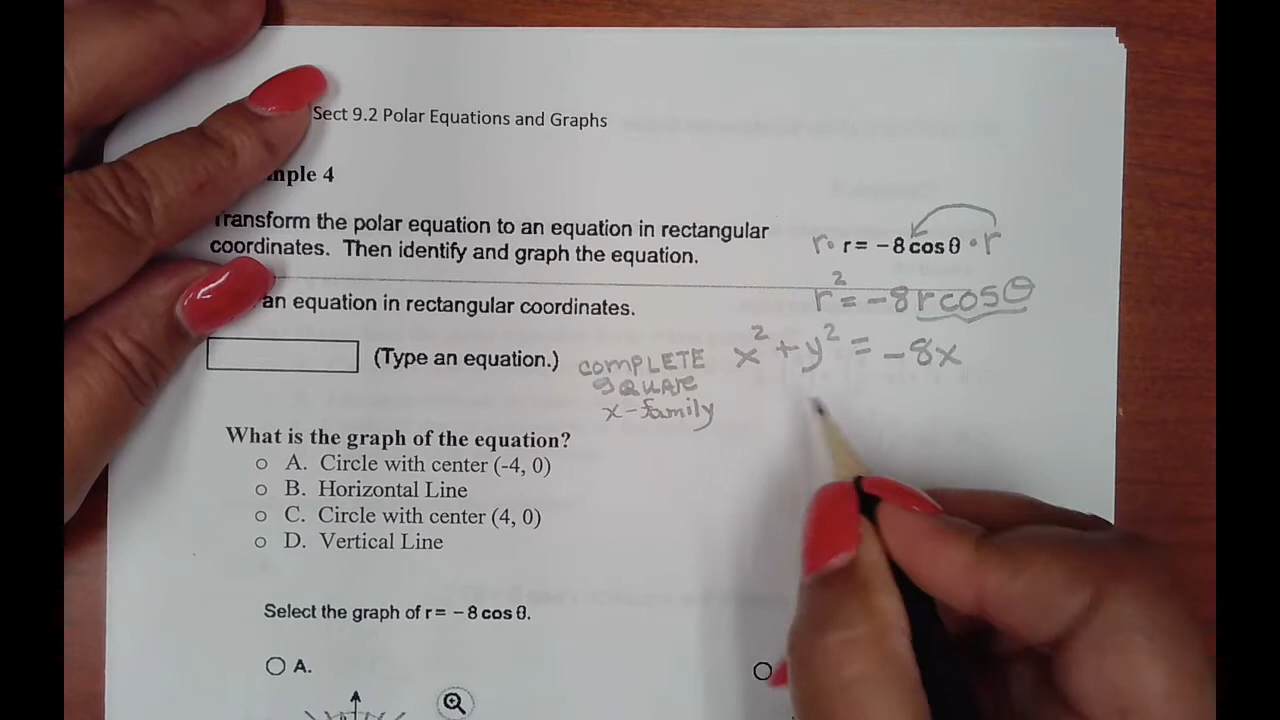 Sect 9.2 Polar Equations and Graphs
mple 4
Transform the polar equation to an equation in rectangular
coordinates. Then identify and graph the equation.
r · r = −8 cos θ · r
r² = −8 r cos θ
an equation in rectangular coordinates.
(Type an equation.)
x² + y² = −8x
COMPLETE
SQUARE
x-family
What is the graph of the equation?
A. Circle with center (-4, 0)
B. Horizontal Line
C. Circle with center (4, 0)
D. Vertical Line
Select the graph of r = −8 cos θ.
A.